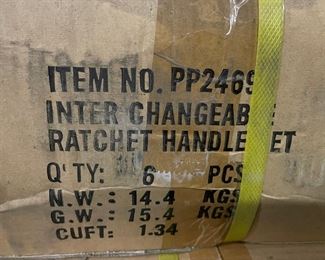 ITEM NO. PP2469
INTER CHANGEABLE
RATCHET HANDLE SET
Q'TY: 6 PCS
N.W.: 14.4 KGS
G.W.: 15.4 KGS
CUFT: 1.34